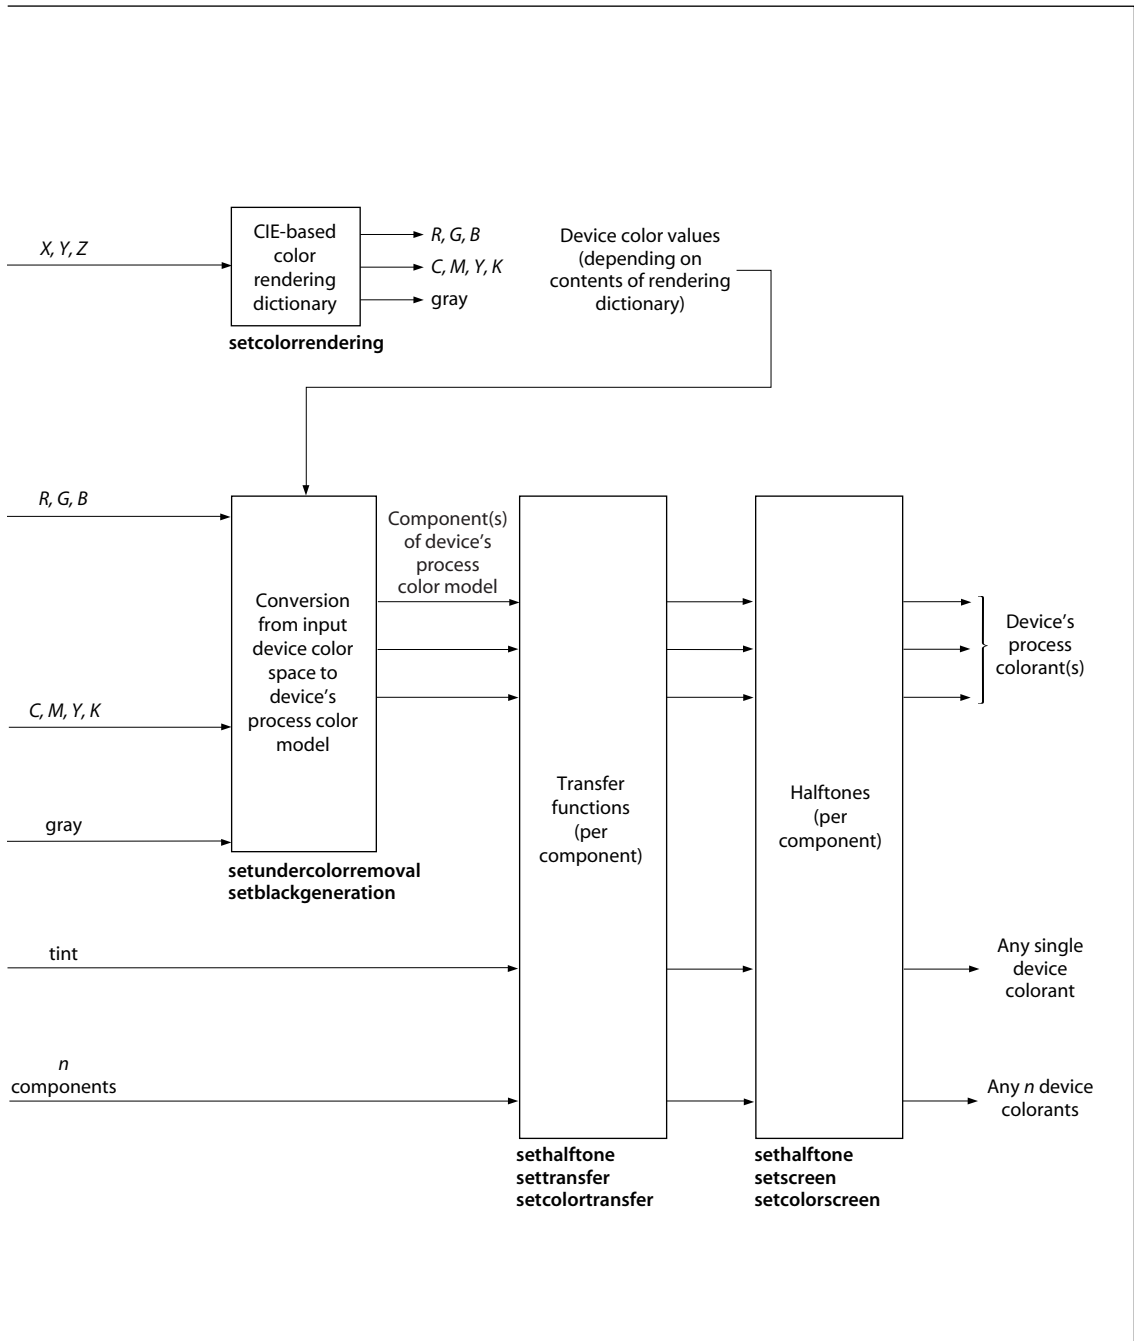 X, Y, Z
CIE-based
color
rendering
dictionary
setcolorrendering
R, G, B
C, M, Y, K
gray
Device color values
(depending on
contents of rendering
dictionary)
R, G, B
C, M, Y, K
gray
Conversion
from input
device color
space to
device’s
process color
model
setundercolorremoval
setblackgeneration
Component(s)
of device’s
process
color model
tint
n
components
Transfer
functions
(per
component)
sethalftone
settransfer
setcolortransfer
Halftones
(per
component)
sethalftone
setscreen
setcolorscreen
Device’s
process
colorant(s)
Any single
device
colorant
Any n device
colorants